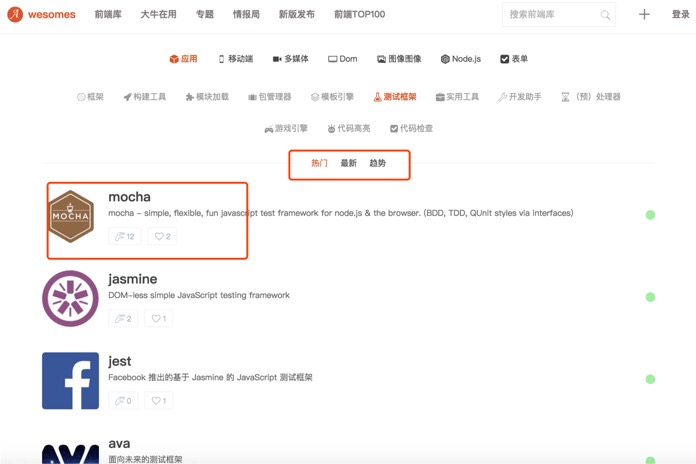 wesomes 前端库 大牛在用 专题 情报局 新版发布 前端TOP100 搜索前端库 登录
应用 移动端 多媒体 Dom 图像图像 Node.js 表单
框架 构建工具 模块加载 包管理器 模板引擎 测试框架 实用工具 开发助手 （预）处理器
游戏引擎 代码高亮 代码检查
热门 最新 趋势
mocha
MOCHA
mocha - simple, flexible, fun javascript test framework for node.js & the browser. (BDD, TDD, QUnit styles via interfaces)
12 2
jasmine
DOM-less simple JavaScript testing framework
2 1
jest
Facebook 推出的基于 Jasmine 的 JavaScript 测试框架
0 1
ava
面向未来的测试框架